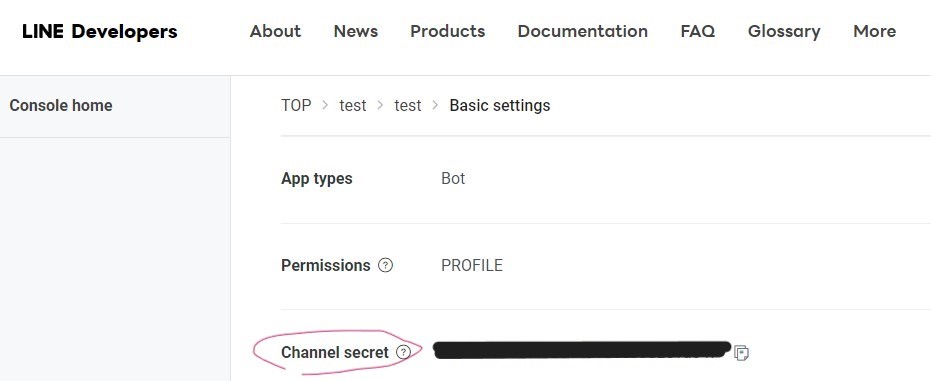 LINE Developers About News Products Documentation FAQ Glossary More
Console home
TOP > test > test > Basic settings
App types Bot
Permissions ? PROFILE
Channel secret ?